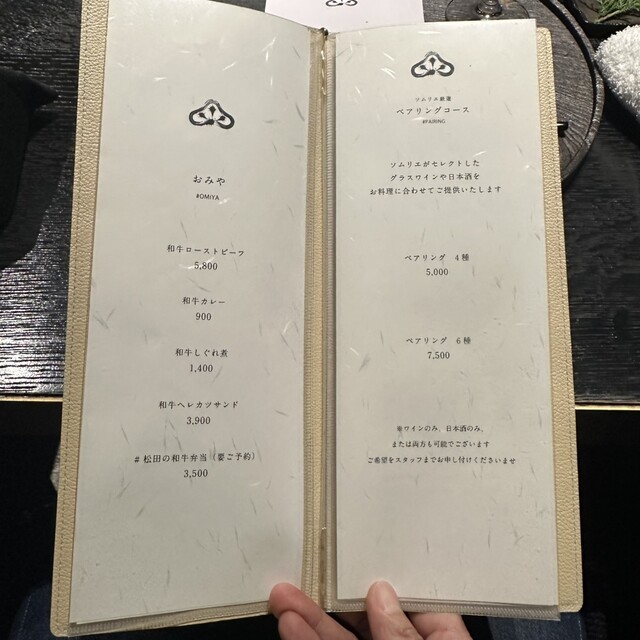 おみや
#OMIYA
和牛ローストビーフ
5,800
和牛カレー
900
和牛しぐれ煮
1,400
和牛ヘレカツサンド
3,900
#松田の和牛弁当（要ご予約）
3,500
ソムリエ厳選
ペアリングコース
#PAIRING
ソムリエがセレクトした
グラスワインや日本酒を
お料理に合わせてご提供いたします
ペアリング 4種
5,000
ペアリング 6種
7,500
※ワインのみ、日本酒のみ、
または両方も可能でございます
ご希望をスタッフまでお申し付けくださいませ